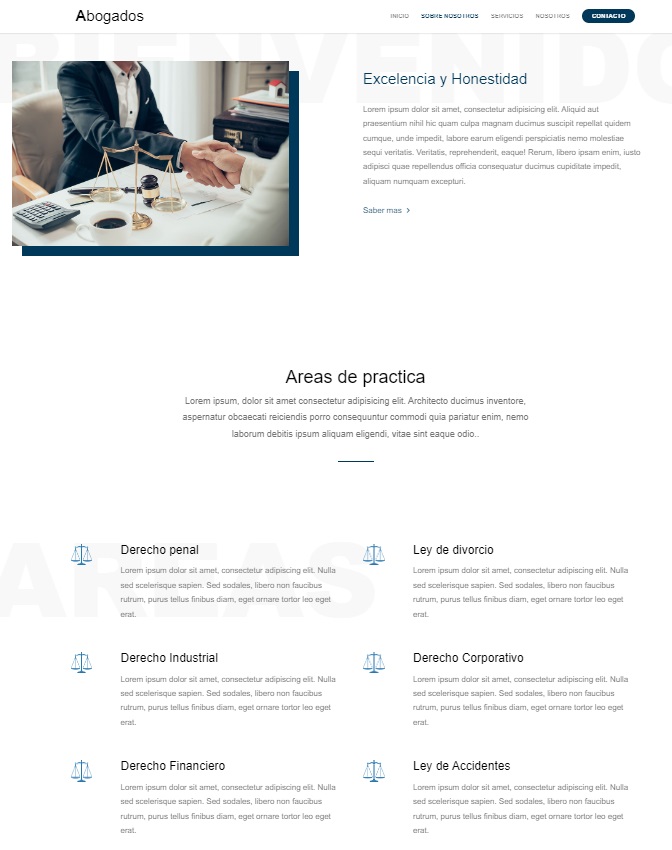 Abogados
INICIO SOBRE NOSOTROS SERVICIOS NOSOTROS CONTACTO
BIENVENIDO
Excelencia y Honestidad
Lorem ipsum dolor sit amet, consectetur adipisicing elit. Aliquid aut
praesentium nihil hic quam culpa magnam ducimus suscipit repellat quidem
cumque, unde impedit, labore earum eligendi perspiciatis nemo molestiae
sequi veritatis. Veritatis, reprehenderit, eaque! Rerum, libero ipsam enim, iusto
adipisci quae repellendus officia consequatur ducimus cupiditate impedit,
aliquam numquam excepturi.
Saber mas
Areas de practica
Lorem ipsum, dolor sit amet consectetur adipisicing elit. Architecto ducimus inventore,
aspernatur obcaecati reiciendis porro consequuntur commodi quia pariatur enim, nemo
laborum debitis ipsum aliquam eligendi, vitae sint eaque odio..
AREAS
Derecho penal
Lorem ipsum dolor sit amet, consectetur adipiscing elit. Nulla
sed scelerisque sapien. Sed sodales, libero non faucibus
rutrum, purus tellus finibus diam, eget ornare tortor leo eget
erat.
Ley de divorcio
Lorem ipsum dolor sit amet, consectetur adipiscing elit. Nulla
sed scelerisque sapien. Sed sodales, libero non faucibus
rutrum, purus tellus finibus diam, eget ornare tortor leo eget
erat.
Derecho Industrial
Lorem ipsum dolor sit amet, consectetur adipiscing elit. Nulla
sed scelerisque sapien. Sed sodales, libero non faucibus
rutrum, purus tellus finibus diam, eget ornare tortor leo eget
erat.
Derecho Corporativo
Lorem ipsum dolor sit amet, consectetur adipiscing elit. Nulla
sed scelerisque sapien. Sed sodales, libero non faucibus
rutrum, purus tellus finibus diam, eget ornare tortor leo eget
erat.
Derecho Financiero
Lorem ipsum dolor sit amet, consectetur adipiscing elit. Nulla
sed scelerisque sapien. Sed sodales, libero non faucibus
rutrum, purus tellus finibus diam, eget ornare tortor leo eget
erat.
Ley de Accidentes
Lorem ipsum dolor sit amet, consectetur adipiscing elit. Nulla
sed scelerisque sapien. Sed sodales, libero non faucibus
rutrum, purus tellus finibus diam, eget ornare tortor leo eget
erat.